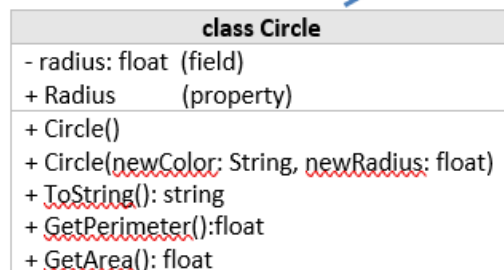 class Circle
- radius: float (field)
+ Radius (property)
+ Circle()
+ Circle(newColor: String, newRadius: float)
+ ToString(): string
+ GetPerimeter():float
+ GetArea(): float